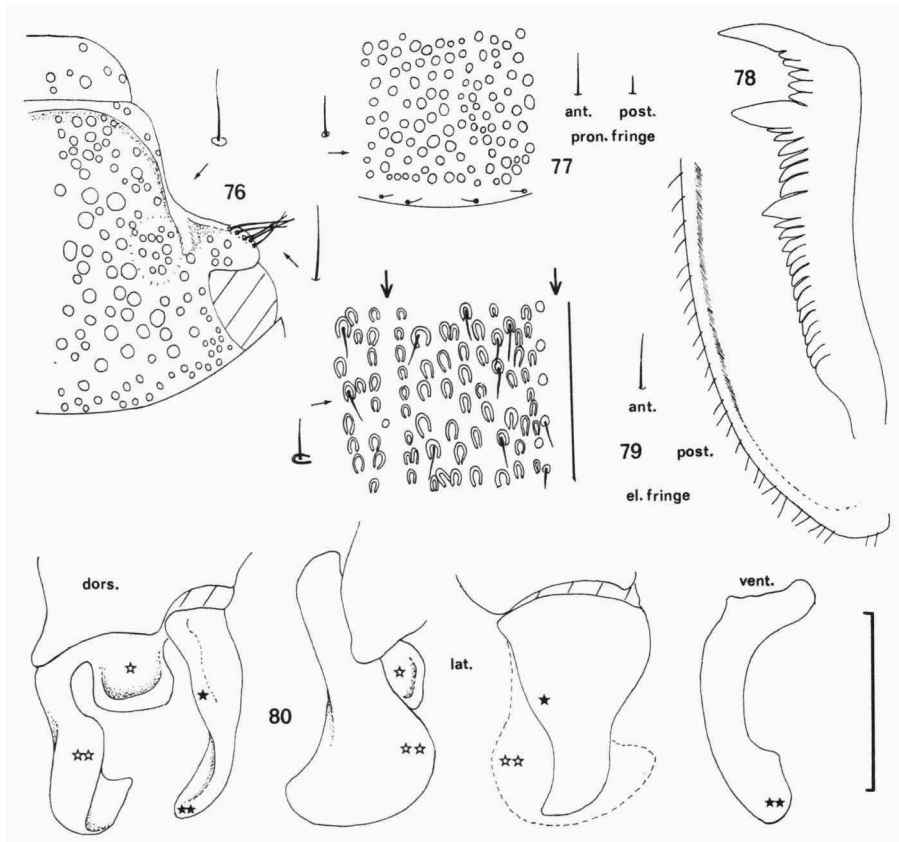 76
77
78
ant. post.
pron. fringe
ant.
79 post.
el. fringe
dors.
80
lat.
vent.